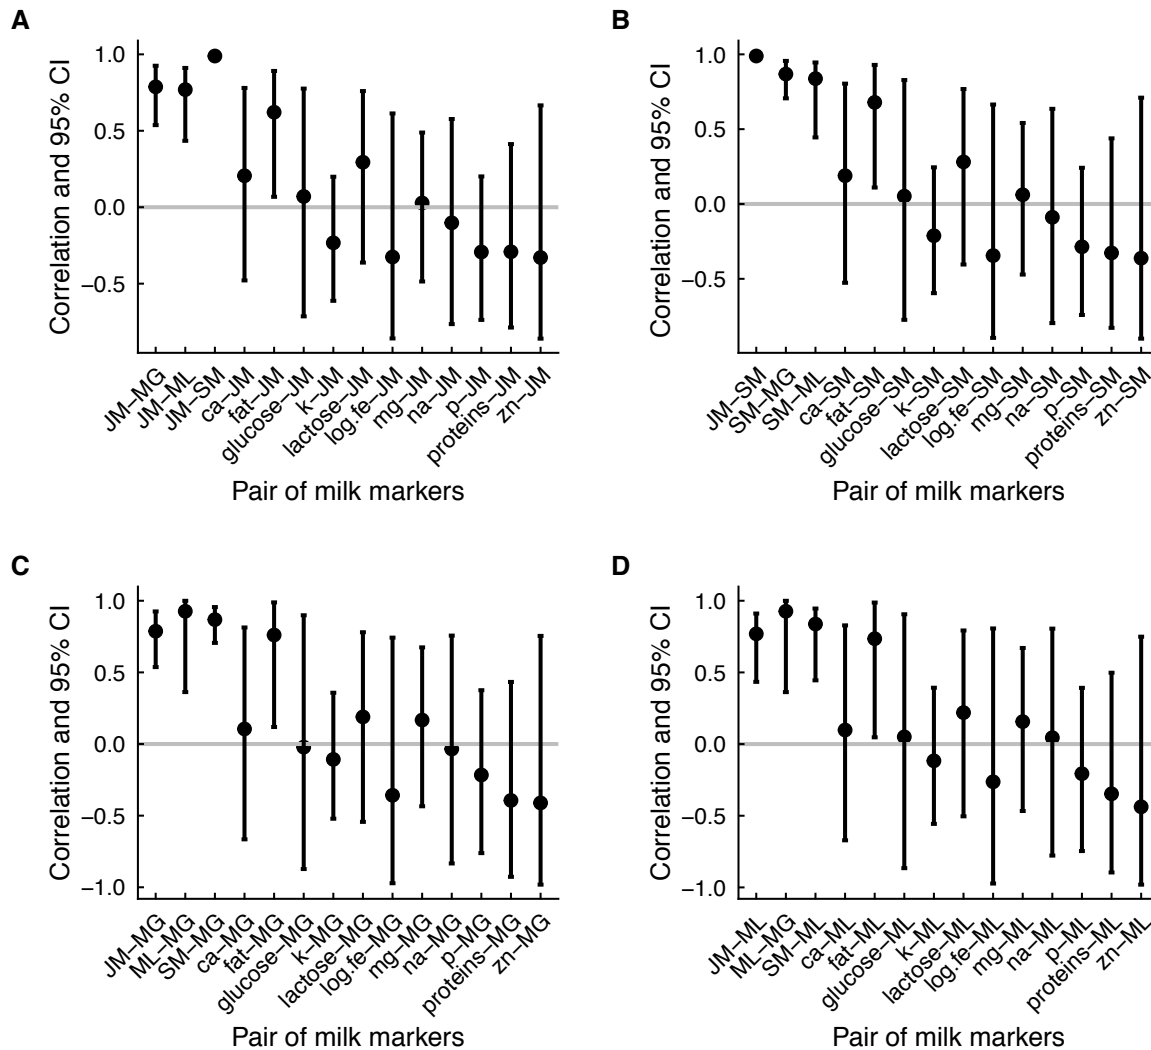 A
Correlation and 95% CI
1.0
0.5
0.0
−0.5
JM−MG
JM−ML
JM−SM
ca−JM
fat−JM
glucose−JM
k−JM
lactose−JM
log.fe−JM
mg−JM
na−JM
p−JM
proteins−JM
zn−JM
Pair of milk markers
B
Correlation and 95% CI
1.0
0.5
0.0
−0.5
JM−SM
SM−MG
SM−ML
ca−SM
fat−SM
glucose−SM
k−SM
lactose−SM
log.fe−SM
mg−SM
na−SM
p−SM
proteins−SM
zn−SM
Pair of milk markers
C
Correlation and 95% CI
1.0
0.5
0.0
−0.5
−1.0
JM−MG
ML−MG
SM−MG
ca−MG
fat−MG
glucose−MG
k−MG
lactose−MG
log.fe−MG
mg−MG
na−MG
p−MG
proteins−MG
zn−MG
Pair of milk markers
D
Correlation and 95% CI
1.0
0.5
0.0
−0.5
−1.0
JM−ML
ML−MG
SM−ML
ca−ML
fat−ML
glucose−ML
k−ML
lactose−ML
log.fe−ML
mg−ML
na−ML
p−ML
proteins−ML
zn−ML
Pair of milk markers